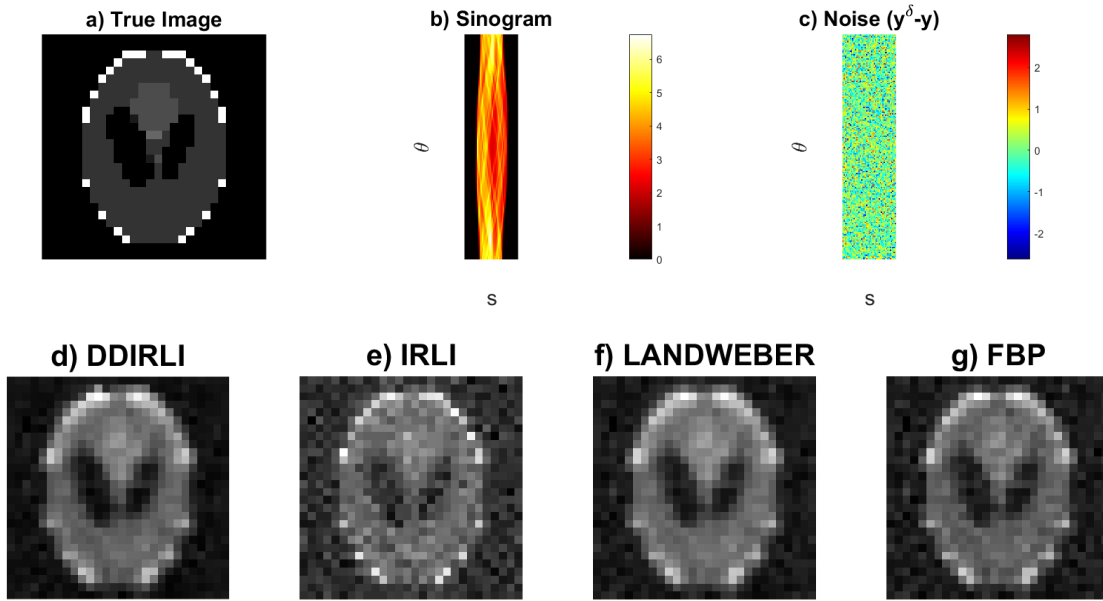 a) True Image
b) Sinogram
c) Noise (y^δ-y)
θ
s
6
5
4
3
2
1
0
θ
s
2
1
0
-1
-2
d) DDIRLI
e) IRLI
f) LANDWEBER
g) FBP